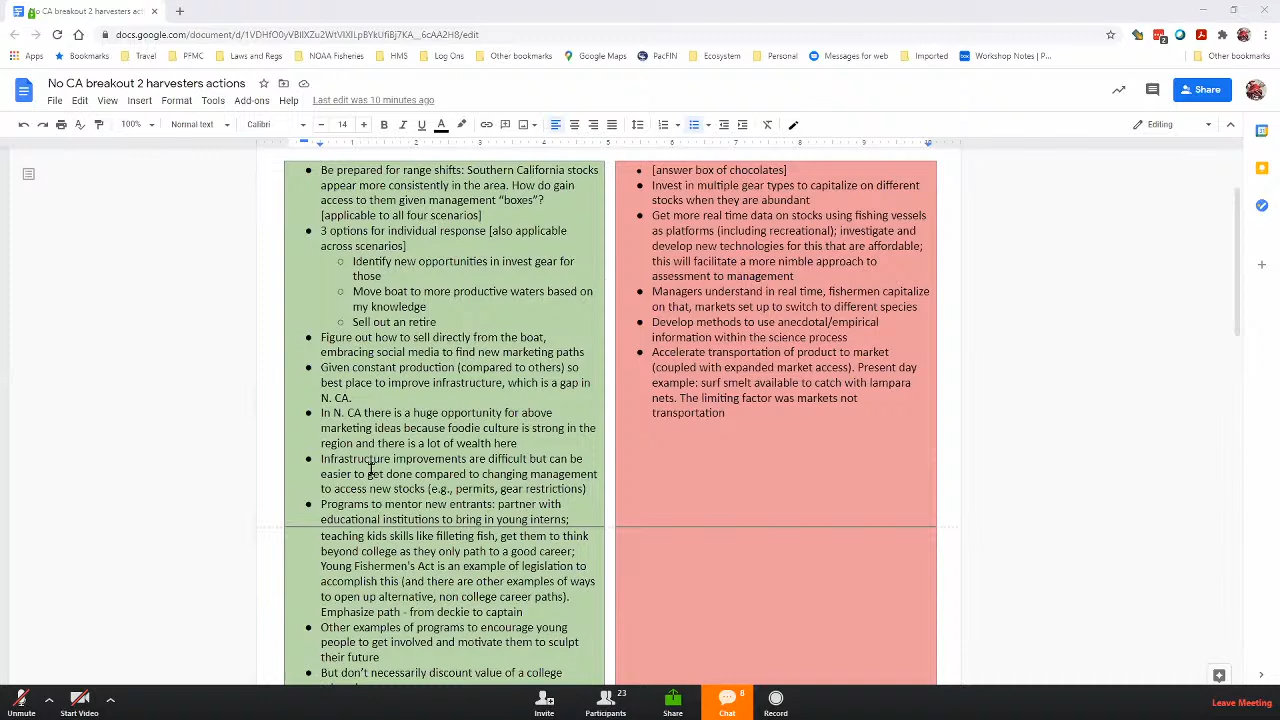 No CA breakout 2 harvesters acti
docs.google.com/document/d/1VDHfO0yVBIlXZu2WtVlXILpBYkUfiBj7KA__6cAA2H8/edit
Apps
Bookmarks
Travel
PFMC
Laws and Regs
NOAA Fisheries
HMS
Log Ons
Other Bookmarks
Google Maps
PacFIN
Ecosystem
Personal
Messages for web
Imported
Workshop Notes | P...
Other bookmarks
No CA breakout 2 harvesters actions
File Edit View Insert Format Tools Add-ons Help Last edit was 10 minutes ago
Share
100% Normal text Calibri 14 B I U A Editing
1 2 3 4 5 6 7 8 9
Be prepared for range shifts: Southern California stocks
appear more consistently in the area. How do gain
access to them given management “boxes”?
[applicable to all four scenarios]
3 options for individual response [also applicable
across scenarios]
Identify new opportunities in invest gear for
those
Move boat to more productive waters based on
my knowledge
Sell out an retire
Figure out how to sell directly from the boat,
embracing social media to find new marketing paths
Given constant production (compared to others) so
best place to improve infrastructure, which is a gap in
N. CA.
In N. CA there is a huge opportunity for above
marketing ideas because foodie culture is strong in the
region and there is a lot of wealth here
Infrastructure improvements are difficult but can be
easier to get done compared to changing management
to access new stocks (e.g., permits, gear restrictions)
Programs to mentor new entrants: partner with
educational institutions to bring in young interns;
teaching kids skills like filleting fish, get them to think
beyond college as they only path to a good career;
Young Fishermen's Act is an example of legislation to
accomplish this (and there are other examples of ways
to open up alternative, non college career paths).
Emphasize path - from deckie to captain
Other examples of programs to encourage young
people to get involved and motivate them to sculpt
their future
But don’t necessarily discount value of a college
[answer box of chocolates]
Invest in multiple gear types to capitalize on different
stocks when they are abundant
Get more real time data on stocks using fishing vessels
as platforms (including recreational); investigate and
develop new technologies for this that are affordable;
this will facilitate a more nimble approach to
assessment to management
Managers understand in real time, fishermen capitalize
on that, markets set up to switch to different species
Develop methods to use anecdotal/empirical
information within the science process
Accelerate transportation of product to market
(coupled with expanded market access). Present day
example: surf smelt available to catch with lampara
nets. The limiting factor was markets not
transportation
Unmute
Start Video
Invite
Participants
23
Share
Chat
8
Record
Leave Meeting